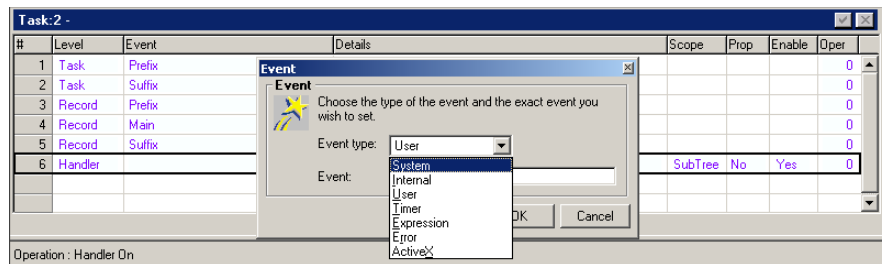 Task:2 -
# Level Event Details Scope Prop Enable Oper
1 Task Prefix 0
2 Task Suffix 0
3 Record Prefix 0
4 Record Main 0
5 Record Suffix 0
6 Handler SubTree No Yes 0
Event
Event
Choose the type of the event and the exact event you
wish to set.
Event type: User
System
Internal
Event:
User
Timer
Expression
Error
ActiveX
OK Cancel
Operation : Handler On